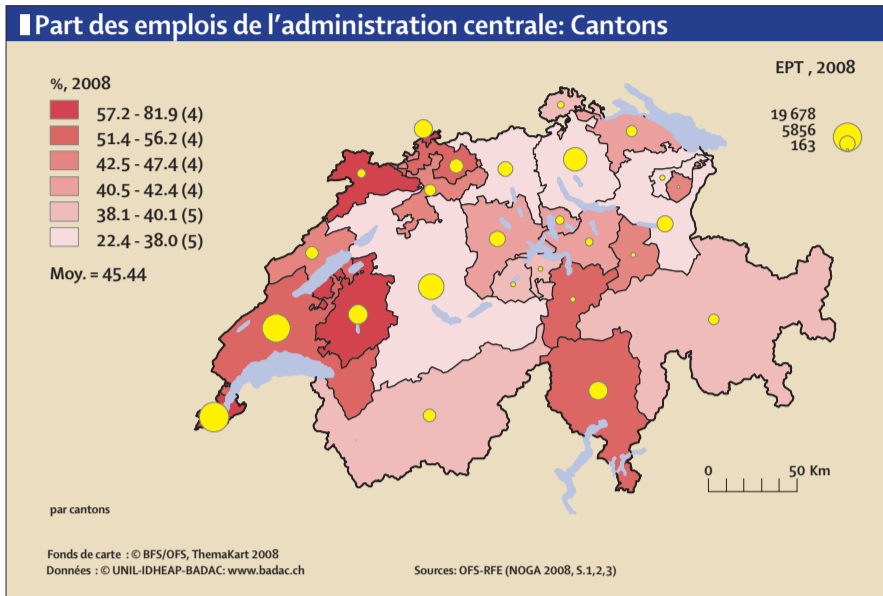 Part des emplois de l'administration centrale: Cantons
%, 2008
57.2 - 81.9 (4)
51.4 - 56.2 (4)
42.5 - 47.4 (4)
40.5 - 42.4 (4)
38.1 - 40.1 (5)
22.4 - 38.0 (5)
Moy. = 45.44
EPT , 2008
19 678
5856
163
0 50 Km
par cantons
Fonds de carte : © BFS/OFS, ThemaKart 2008
Données : © UNIL-IDHEAP-BADAC: www.badac.ch
Sources: OFS-RFE (NOGA 2008, S.1,2,3)